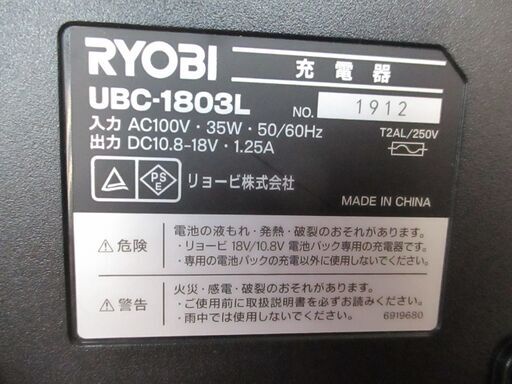 RYOBI 充電器
UBC-1803L NO. 1912
入力 AC100V・35W・50/60Hz
出力 DC10.8-18V・1.25A
T2AL/250V
PS
E
リョービ株式会社
MADE IN CHINA
⚠危険
電池の液もれ・発熱・破裂のおそれがあります。
・リョービ 18V/10.8V 電池パック専用の充電器です。
・専用の電池パックの充電以外に使用しないでください。
⚠警告
火災・感電・破裂のおそれがあります。
・ご使用前に取扱説明書をお読みください。
・雨中では使用しないでください。
6919680